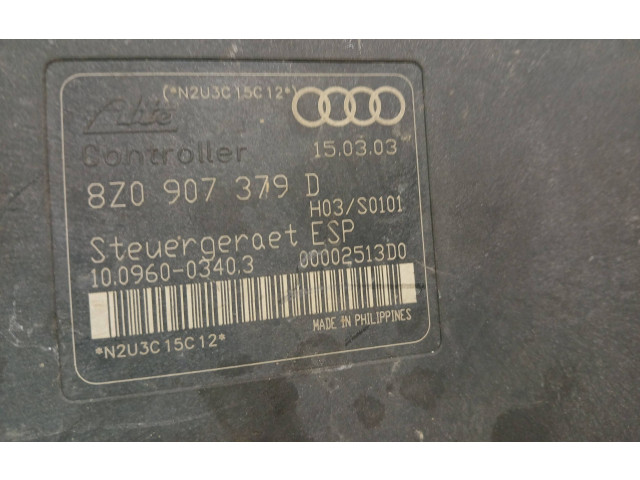 (*N2U3C15C12*)
Ate
Controller 15.03.03
8Z0 907 379 D
H03/S0101
Steuergeraet ESP
10.0960-0340.3 00002513D0
MADE IN PHILIPPINES
*N2U3C15C12*